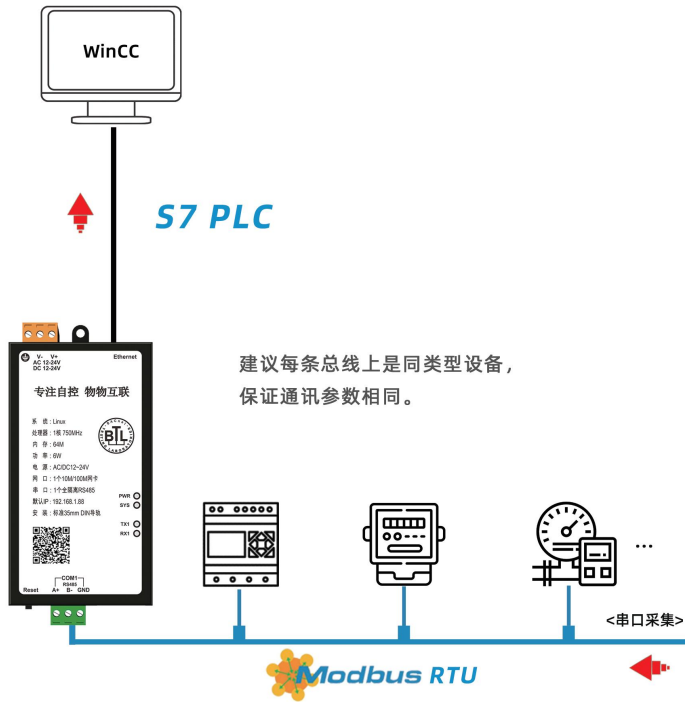 WinCC
S7 PLC
V- V+
AC 12-24V
DC 12-24V
Ethernet
专注自控 物物互联
系 统：Linux
处理器：1核 750MHz
内 存：64M
功 率：6W
电 源：AC/DC12~24V
网 口：1个10M/100M网卡
串 口：1个全隔离RS485
默认IP：192.168.1.88
安 装：标准35mm DIN导轨
BTL
PWR
SYS
TX1
RX1
COM1
RS485
Reset A+ B- GND
建议每条总线上是同类型设备，
保证通讯参数相同。
...
<串口采集>
Modbus RTU